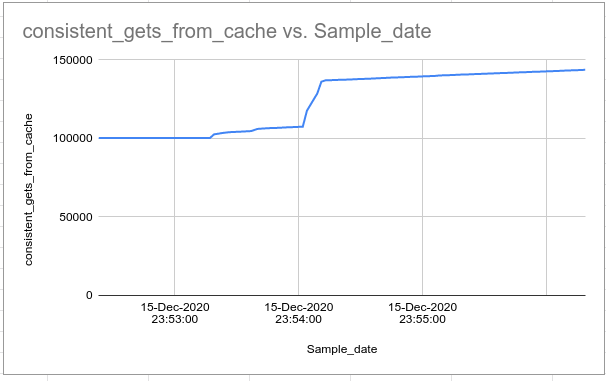 consistent_gets_from_cache vs. Sample_date
150000
100000
50000
0
consistent_gets_from_cache
15-Dec-2020
23:53:00
15-Dec-2020
23:54:00
15-Dec-2020
23:55:00
Sample_date